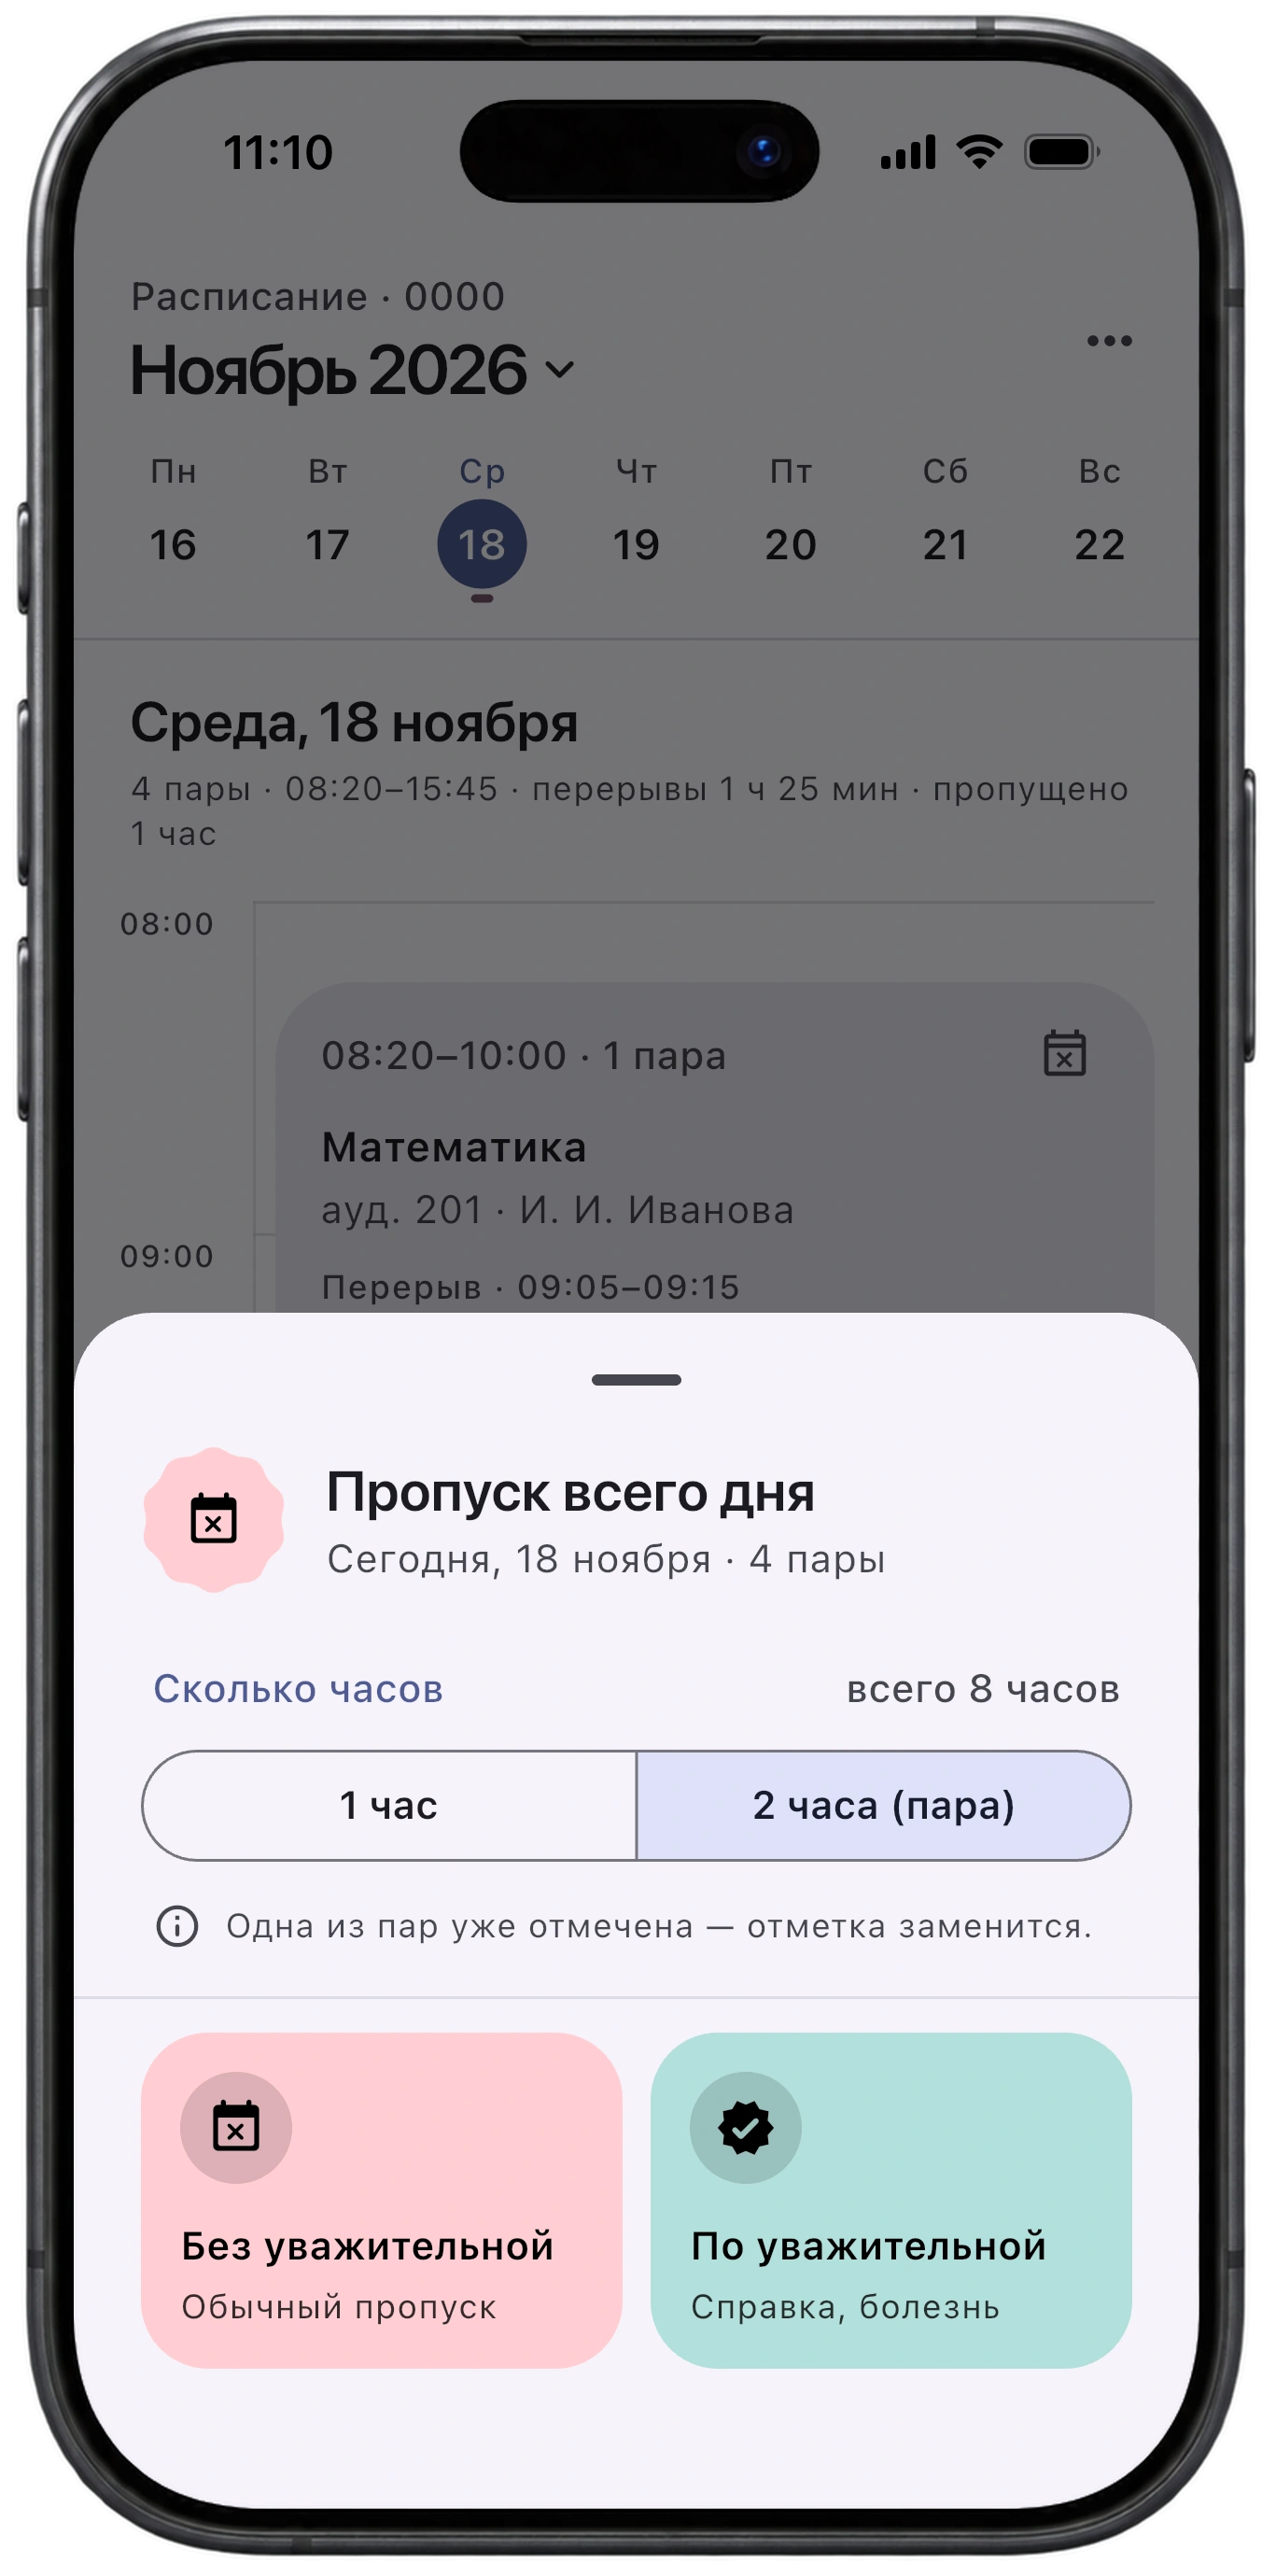 11:10
Расписание · 0000
Ноябрь 2026
Пн Вт Ср Чт Пт Сб Вс
16 17 18 19 20 21 22
Среда, 18 ноября
4 пары · 08:20–15:45 · перерывы 1 ч 25 мин · пропущено
1 час
08:00
08:20–10:00 · 1 пара
Математика
ауд. 201 · И. И. Иванова
09:00
Перерыв · 09:05–09:15
Пропуск всего дня
Сегодня, 18 ноября · 4 пары
Сколько часов всего 8 часов
1 час 2 часа (пара)
Одна из пар уже отмечена — отметка заменится.
Без уважительной
Обычный пропуск
По уважительной
Справка, болезнь